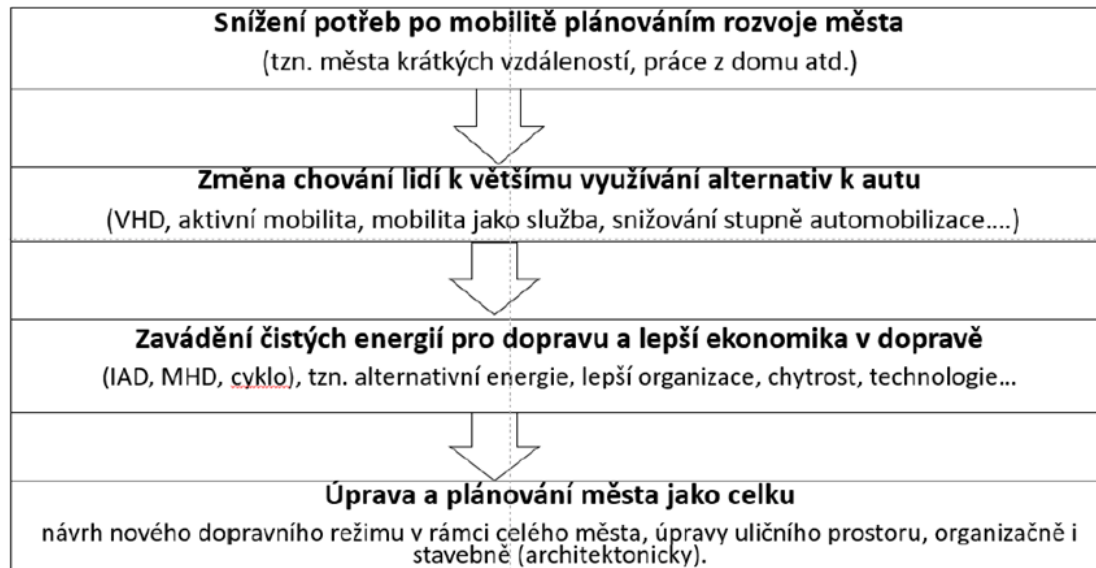 Snížení potřeb po mobilitě plánováním rozvoje města
(tzn. města krátkých vzdáleností, práce z domu atd.)
Změna chování lidí k většímu využívání alternativ k autu
(VHD, aktivní mobilita, mobilita jako služba, snižování stupně automobilizace....)
Zavádění čistých energií pro dopravu a lepší ekonomika v dopravě
(IAD, MHD, cyklo), tzn. alternativní energie, lepší organizace, chytrost, technologie...
Úprava a plánování města jako celku
návrh nového dopravního režimu v rámci celého města, úpravy uličního prostoru, organizačně i
stavebně (architektonicky).